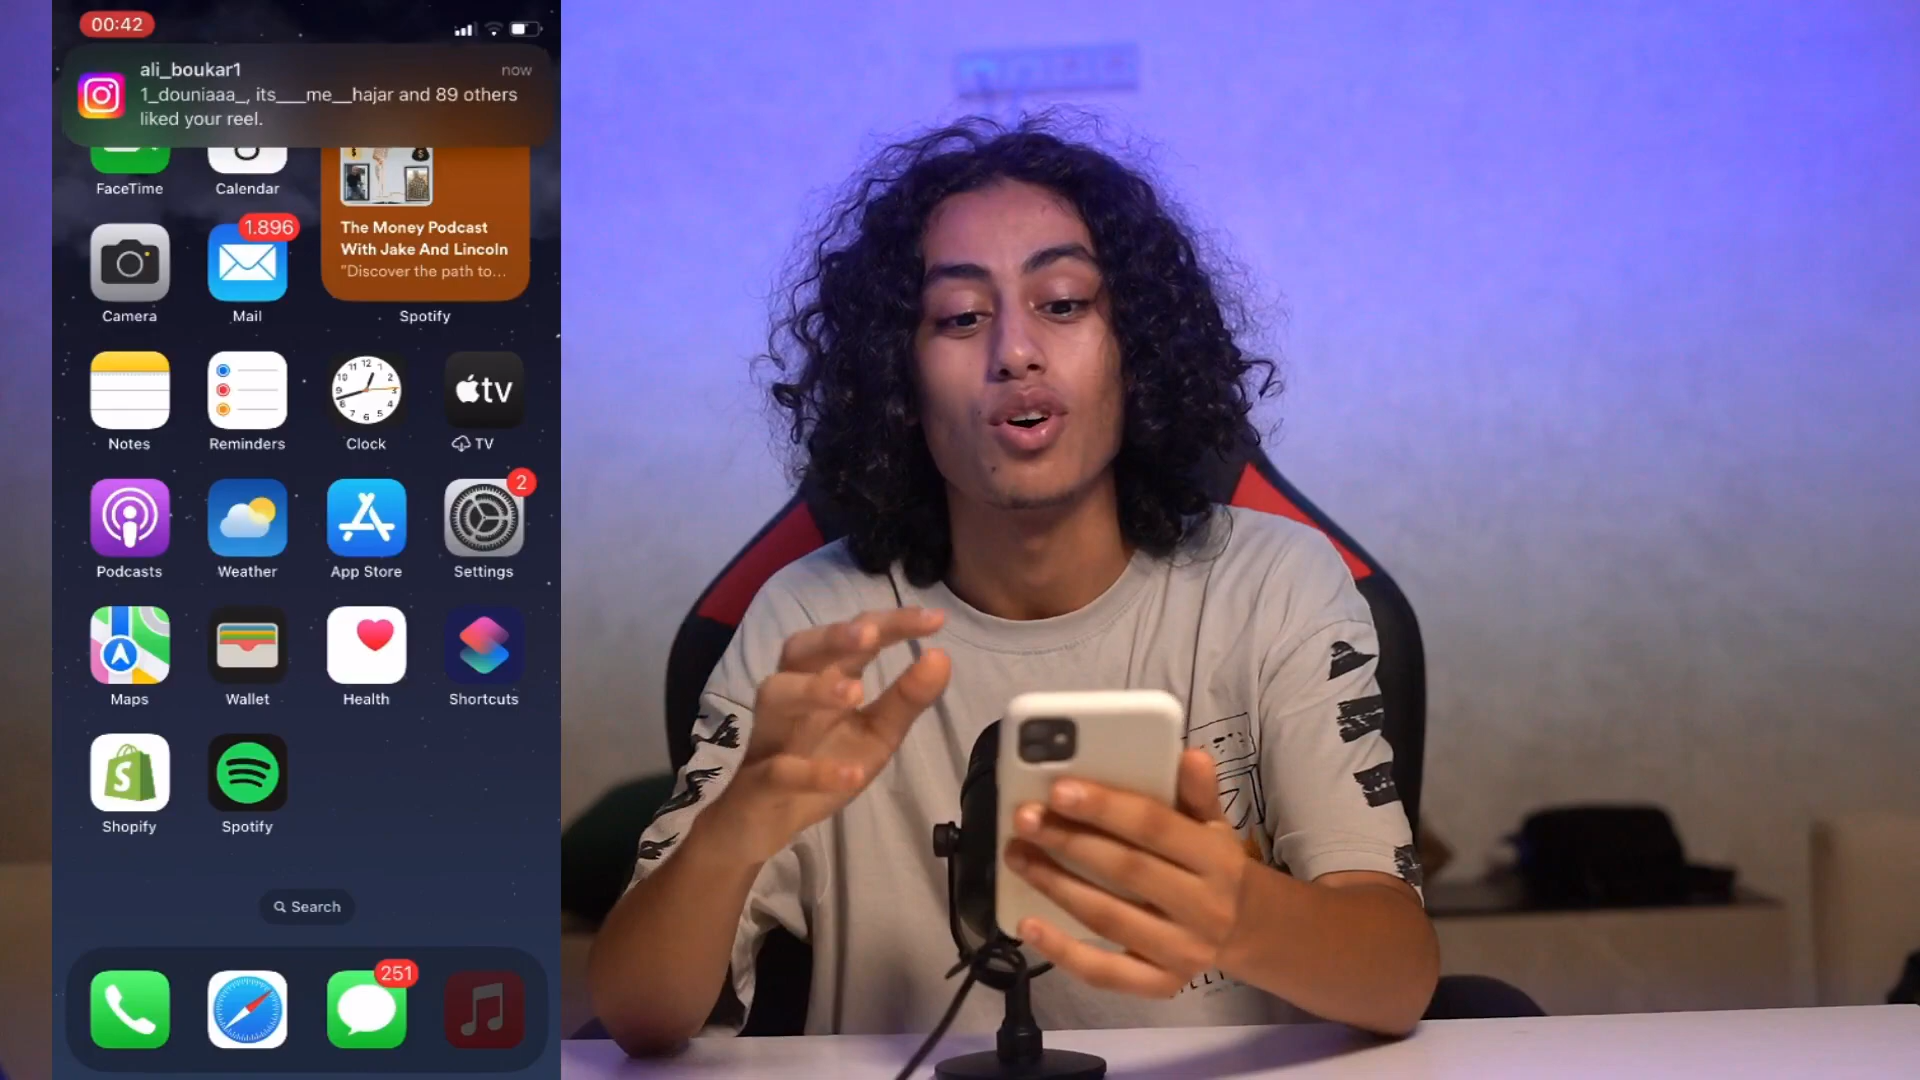 00:42
ali_boukar1
now
1_douniaaa_, its___me__hajar and 89 others
liked your reel.
FaceTime
Calendar
The Money Podcast
With Jake And Lincoln
"Discover the path to...
1.896
Camera
Mail
Spotify
tv
Notes
Reminders
Clock
TV
2
Podcasts
Weather
App Store
Settings
Maps
Wallet
Health
Shortcuts
Shopify
Spotify
Search
251